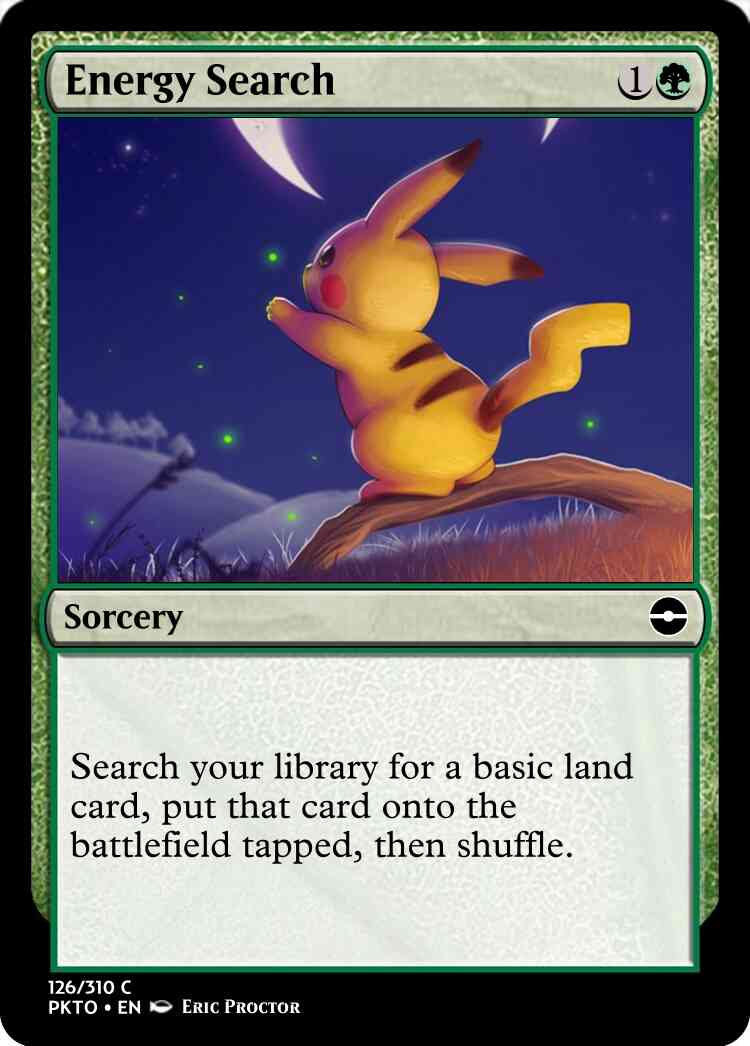 Energy Search 1
Sorcery
Search your library for a basic land
card, put that card onto the
battlefield tapped, then shuffle.
126/310 C
PKTO • EN Eric Proctor